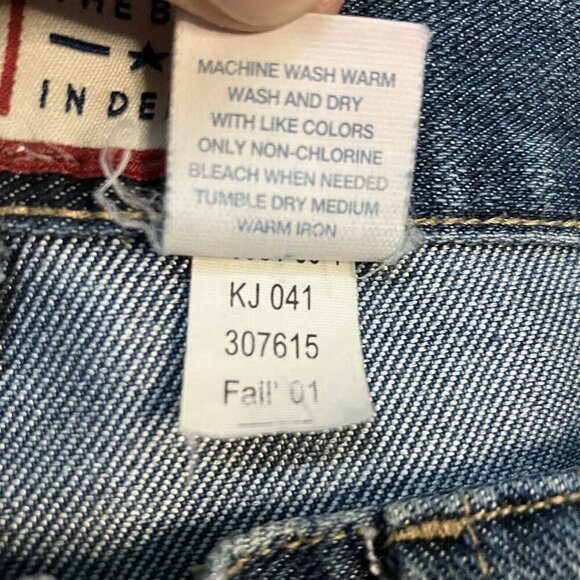 THE B
INDE
MACHINE WASH WARM
WASH AND DRY
WITH LIKE COLORS
ONLY NON-CHLORINE
BLEACH WHEN NEEDED
TUMBLE DRY MEDIUM
WARM IRON
KJ 041
307615
Fall' 01